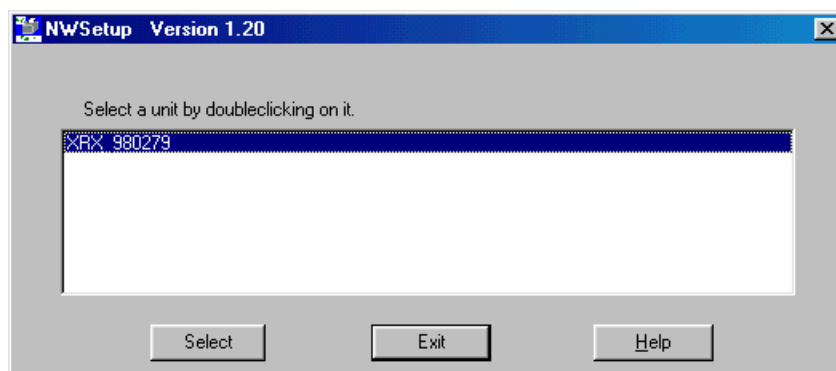 NWSetup Version 1.20
Select a unit by doubleclicking on it.
XRX 980279
Select Exit Help